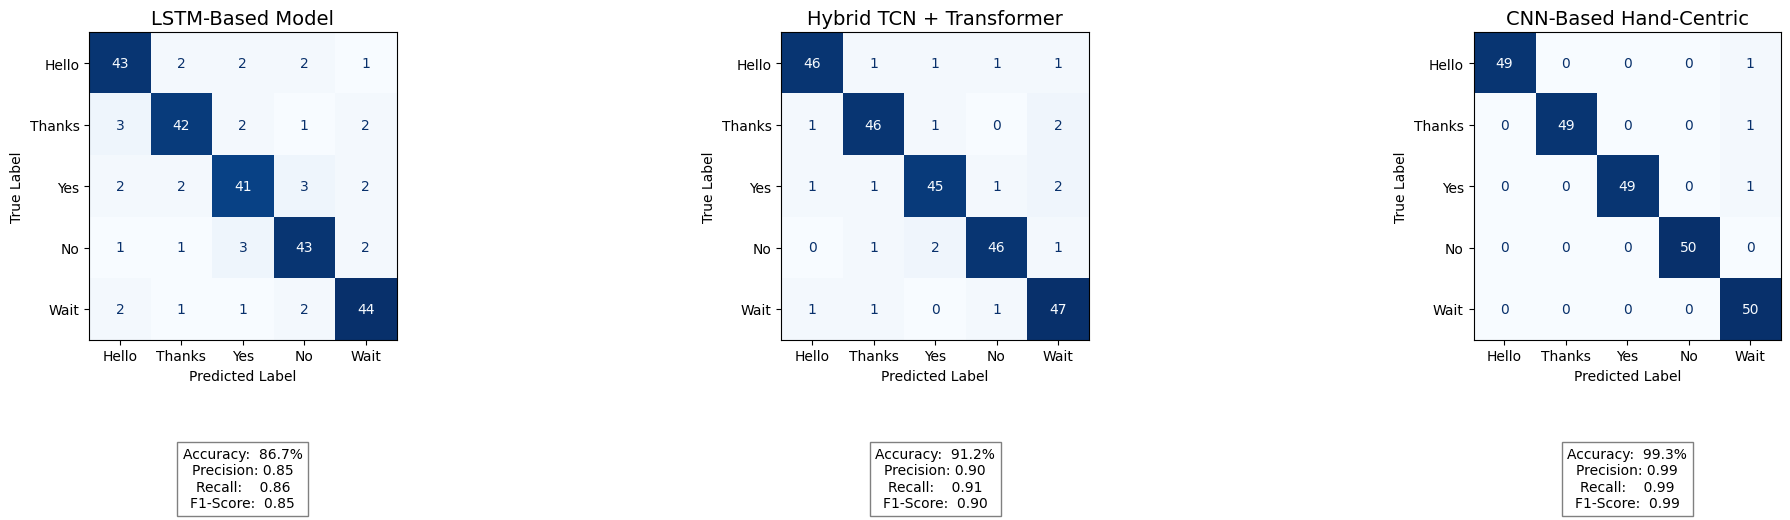 LSTM-Based Model
True Label
Hello 43 2 2 2 1
Thanks 3 42 2 1 2
Yes 2 2 41 3 2
No 1 1 3 43 2
Wait 2 1 1 2 44
Hello Thanks Yes No Wait
Predicted Label
Accuracy: 86.7%
Precision: 0.85
Recall: 0.86
F1-Score: 0.85
Hybrid TCN + Transformer
True Label
Hello 46 1 1 1 1
Thanks 1 46 1 0 2
Yes 1 1 45 1 2
No 0 1 2 46 1
Wait 1 1 0 1 47
Hello Thanks Yes No Wait
Predicted Label
Accuracy: 91.2%
Precision: 0.90
Recall: 0.91
F1-Score: 0.90
CNN-Based Hand-Centric
True Label
Hello 49 0 0 0 1
Thanks 0 49 0 0 1
Yes 0 0 49 0 1
No 0 0 0 50 0
Wait 0 0 0 0 50
Hello Thanks Yes No Wait
Predicted Label
Accuracy: 99.3%
Precision: 0.99
Recall: 0.99
F1-Score: 0.99